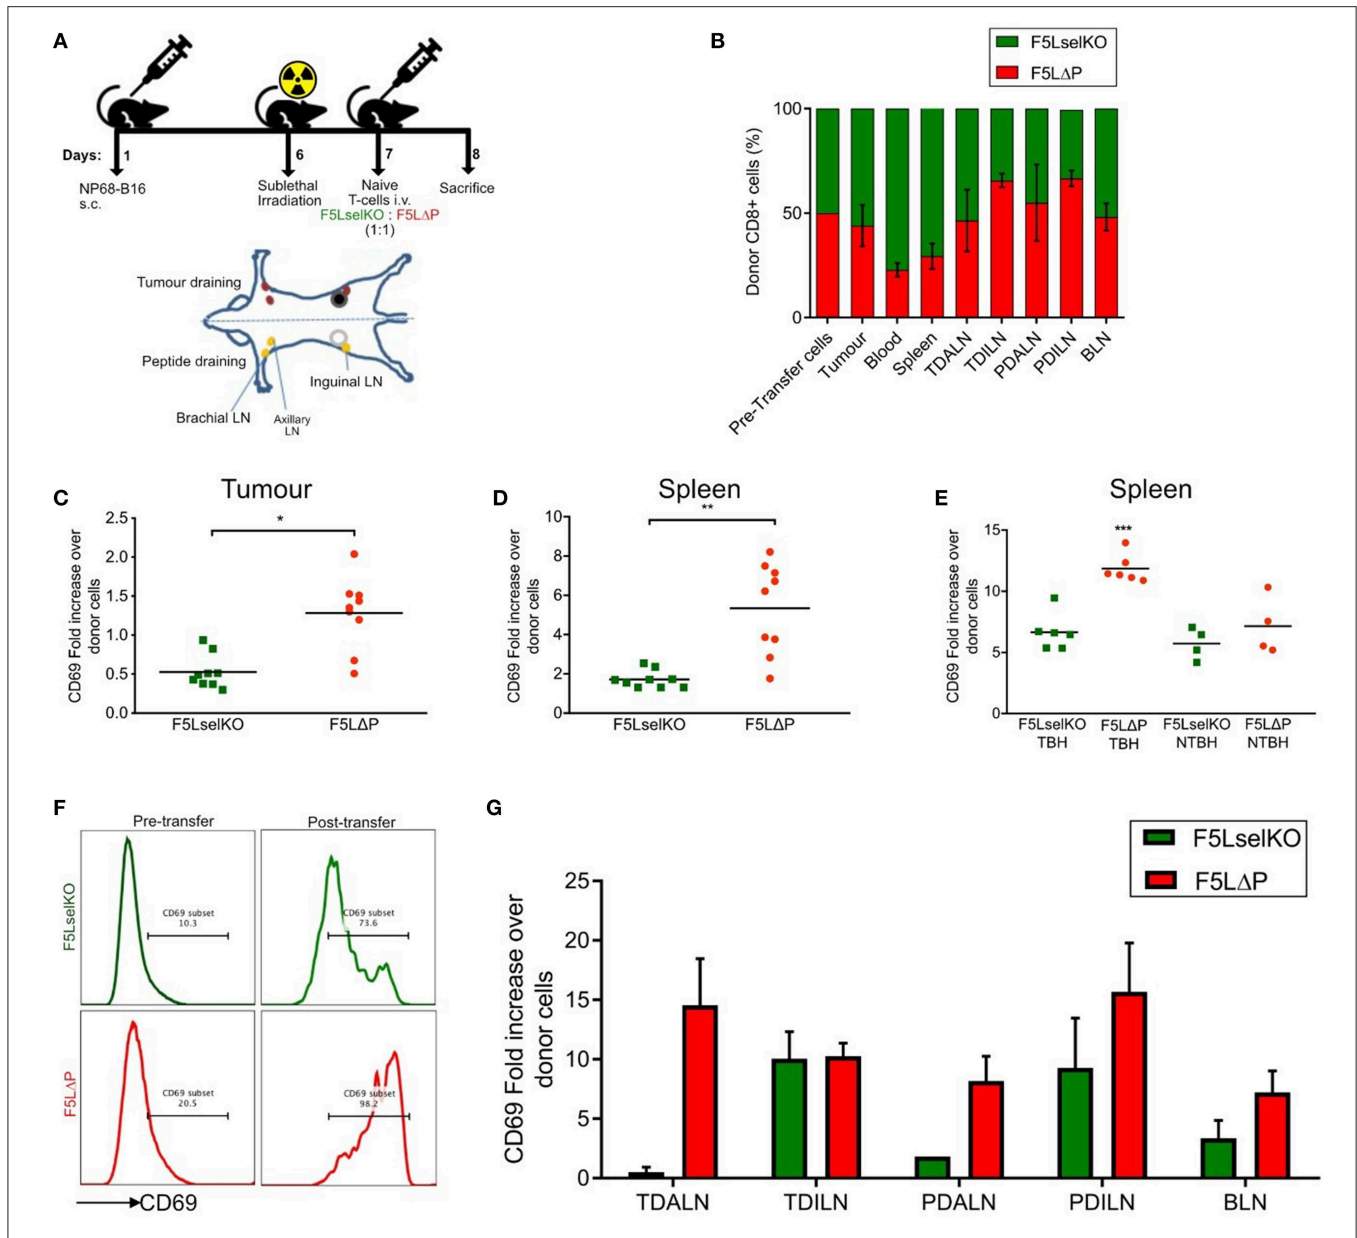 A
Days: 1 6 7 8
NP68-B16
s.c.
Sublethal
Irradiation
Naive
T-cells i.v.
F5LselKO : F5LΔP
(1:1)
Sacrifice
Tumour draining
Peptide draining
Inguinal LN
Brachial LN
Axillary
LN
B
F5LselKO
F5LΔP
Donor CD8+ cells (%)
100
50
0
Pre-Transfer cells
Tumour
Blood
Spleen
TDALN
TDILN
PDALN
PDILN
BLN
C
Tumour
CD69 Fold increase over
donor cells
2.5
2.0
1.5
1.0
0.5
0.0
*
F5LselKO F5LΔP
D
Spleen
CD69 Fold increase over
donor cells
10
8
6
4
2
0
**
F5LselKO F5LΔP
E
Spleen
CD69 Fold increase over
donor cells
15
10
5
0
***
F5LselKO F5LΔP F5LselKO F5LΔP
TBH TBH NTBH NTBH
F
Pre-transfer Post-transfer
F5LselKO
CD69 subset
10.3
CD69 subset
73.6
F5LΔP
CD69 subset
20.5
CD69 subset
98.2
CD69
G
F5LselKO
F5LΔP
CD69 Fold increase over
donor cells
25
20
15
10
5
0
TDALN TDILN PDALN PDILN BLN